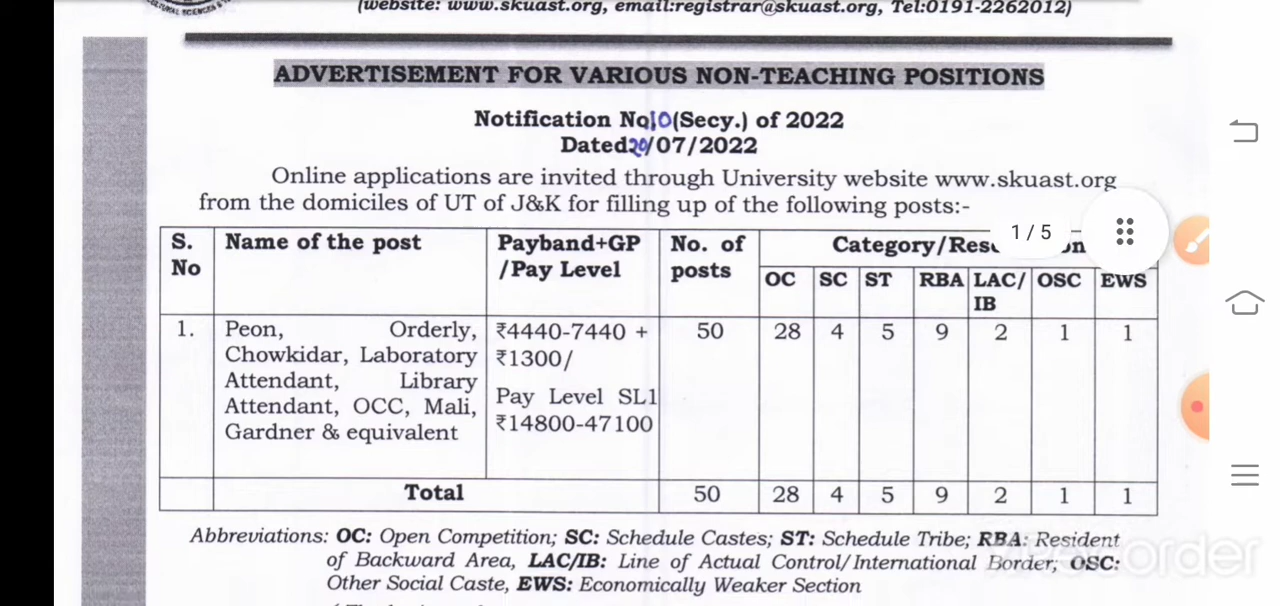 (website: www.skuast.org, email:registrar@skuast.org, Tel:0191-2262012)
ADVERTISEMENT FOR VARIOUS NON-TEACHING POSITIONS
Notification No10(Secy.) of 2022
Dated20/07/2022
Online applications are invited through University website www.skuast.org
from the domiciles of UT of J&K for filling up of the following posts:-
1 / 5
S. No Name of the post Payband+GP /Pay Level No. of posts Category/
OC SC ST RBA LAC/ IB OSC EWS
1. Peon, Orderly, ₹4440-7440 + 50 28 4 5 9 2 1 1
Chowkidar, Laboratory ₹1300/
Attendant, Library
Attendant, OCC, Mali, Pay Level SL1
Gardner & equivalent ₹14800-47100
Total 50 28 4 5 9 2 1 1
Abbreviations: OC: Open Competition; SC: Schedule Castes; ST: Schedule Tribe; RBA: Resident
of Backward Area, LAC/IB: Line of Actual Control/International Border; OSC:
Other Social Caste, EWS: Economically Weaker Section